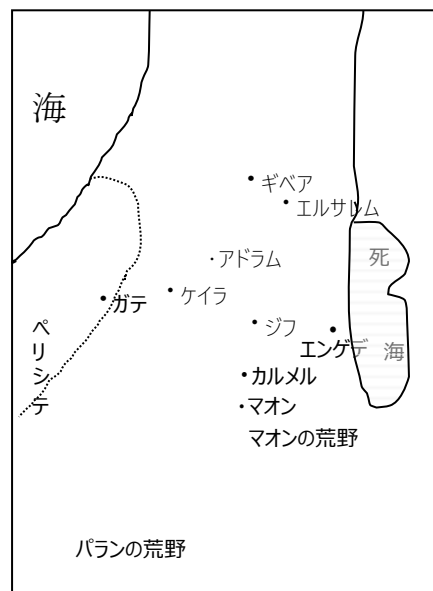 海
ギベア
エルサレム
アドラム
死海
ケイラ
ガテ
ペリシテ
ジフ
エンゲデ
カルメル
マオン
マオンの荒野
パランの荒野